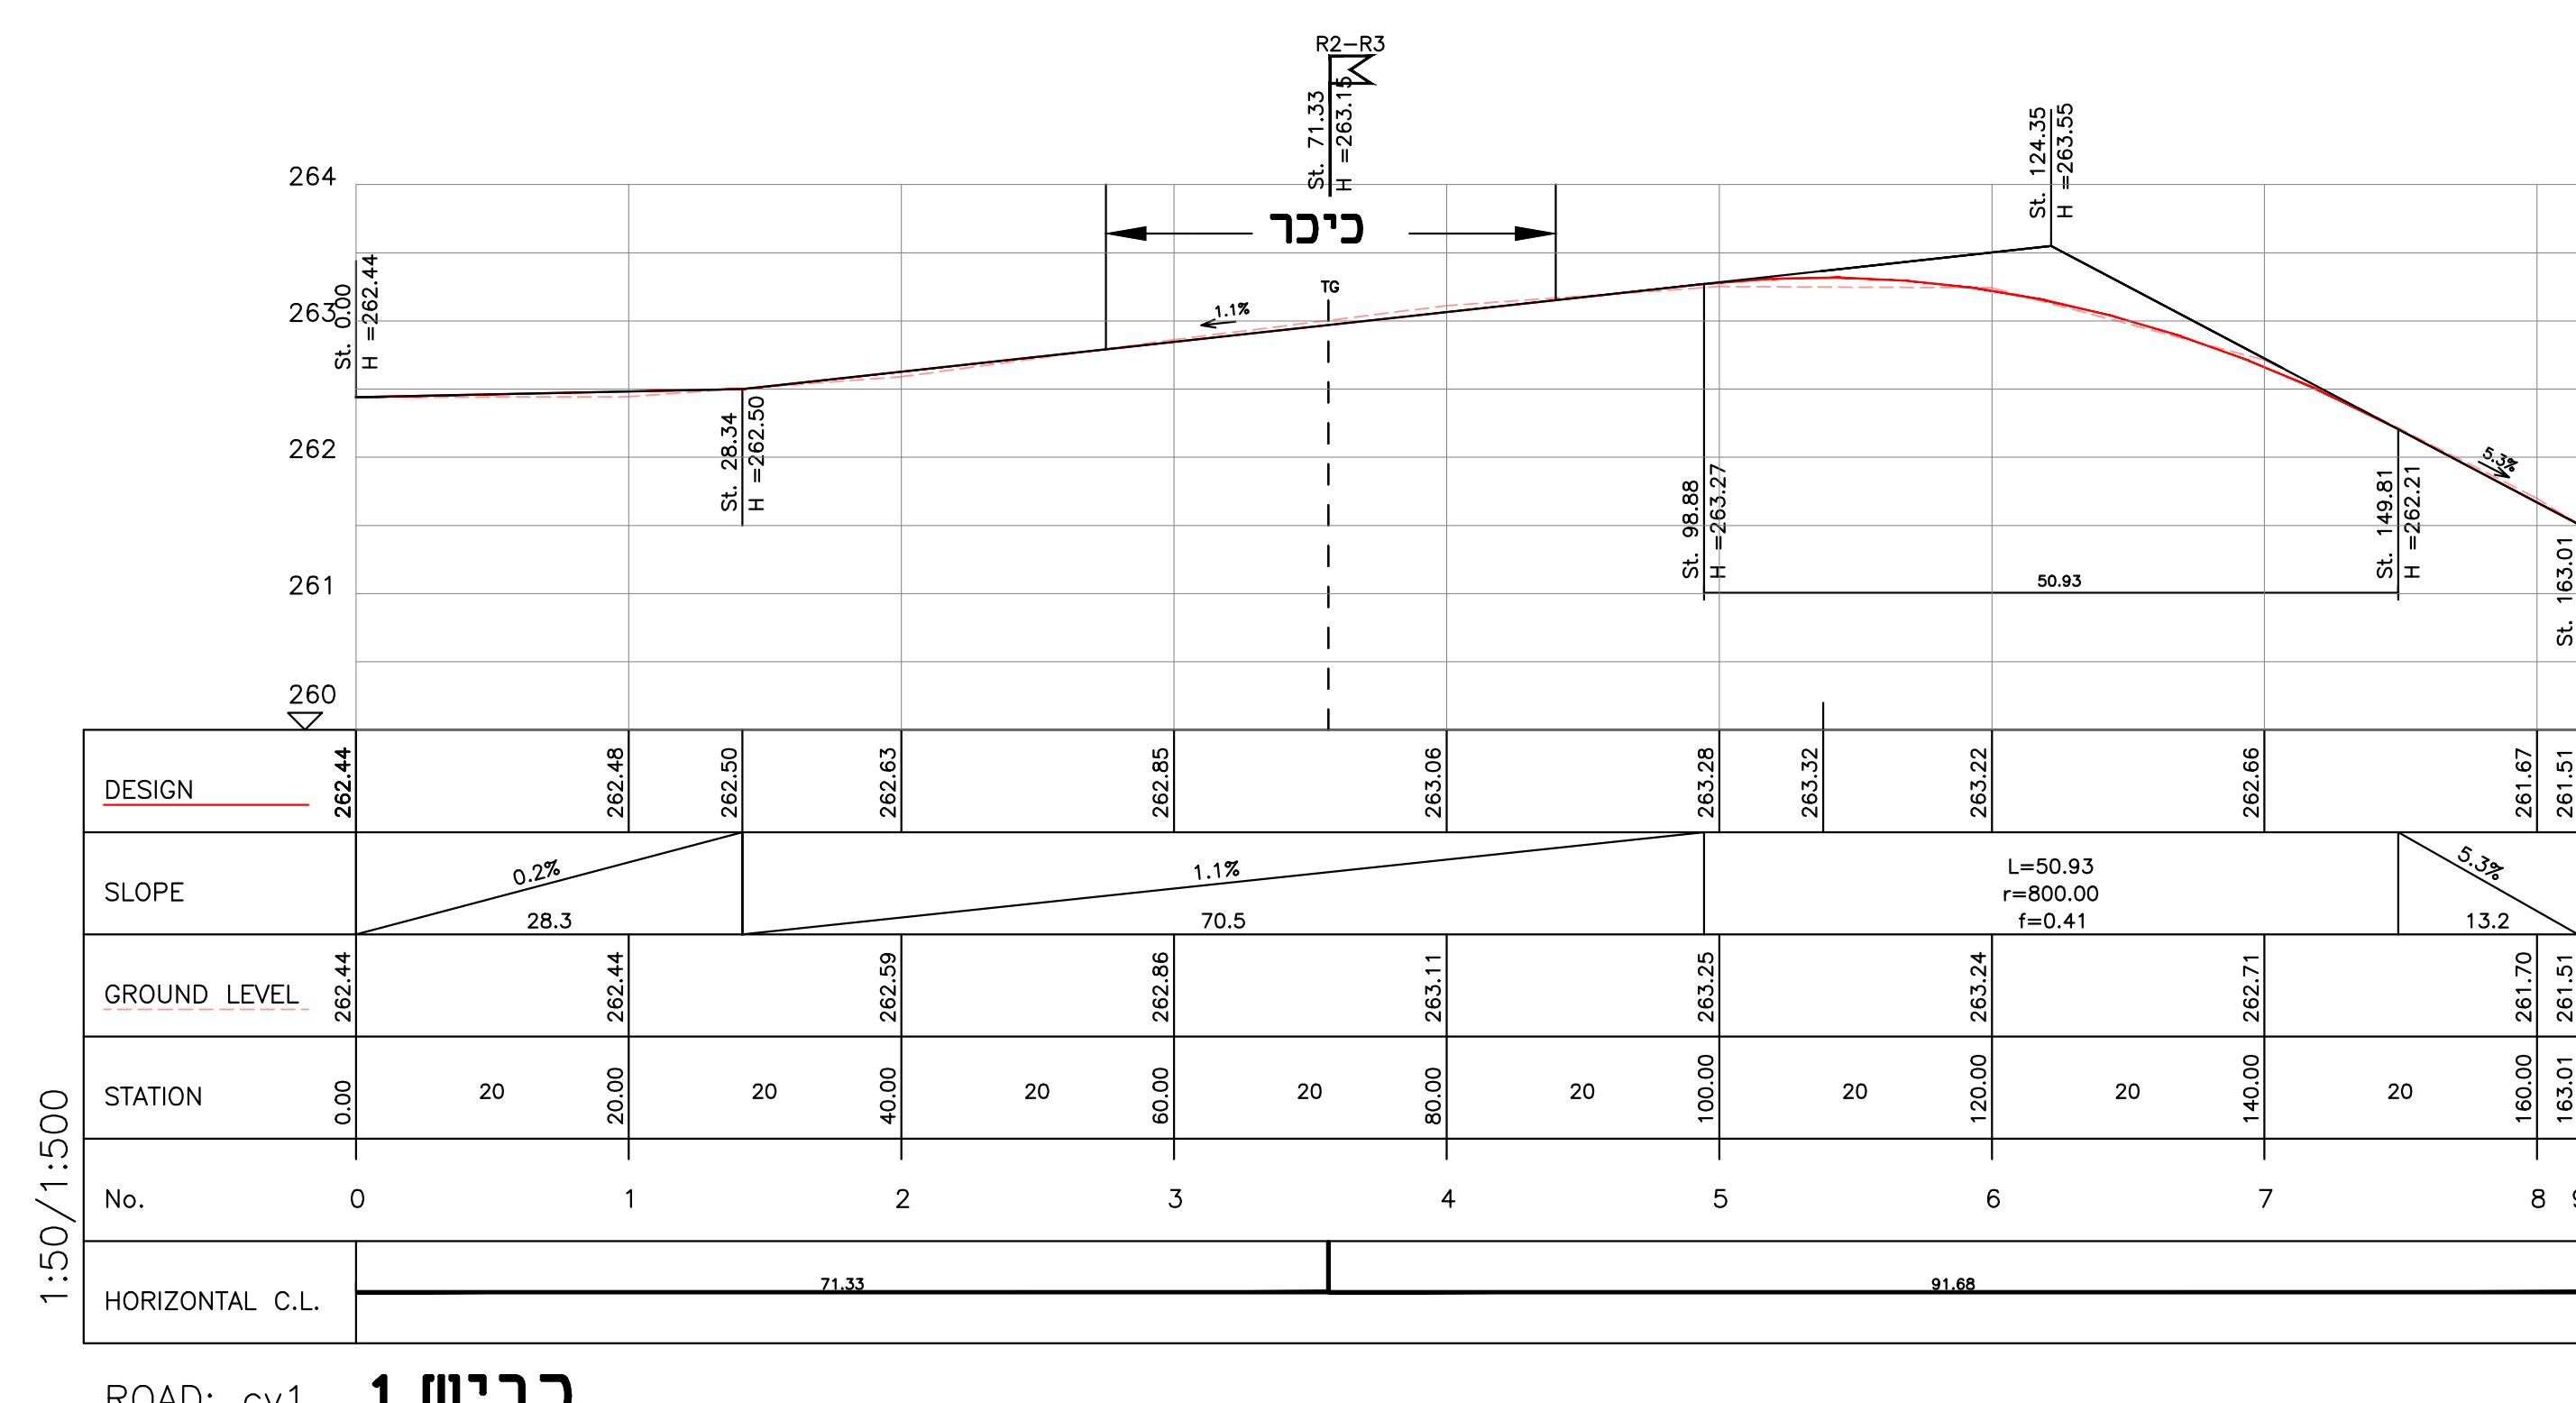 R2-R3
St. 71.33
H =263.15
St. 124.35
H =263.55
264
כיכר
St. 0.00
H =262.44
263
TG
1.1%
262
St. 28.34
H =262.50
St. 98.88
H =263.27
St. 149.81
H =262.21
5.3%
261
50.93
St. 163.01
260
DESIGN 262.44 262.48 262.50 262.63 262.85 263.06 263.28 263.32 263.22 262.66 261.67 261.51
SLOPE
0.2%
28.3
1.1%
70.5
L=50.93
r=800.00
f=0.41
5.3%
13.2
GROUND LEVEL 262.44 262.44 262.59 262.86 263.11 263.25 263.24 262.71 261.70 261.51
STATION 0.00 20 20.00 20 40.00 20 60.00 20 80.00 20 100.00 20 120.00 20 140.00 20 160.00 163.01
No. 0 1 2 3 4 5 6 7 8
HORIZONTAL C.L. 71.33 91.68
1:50/1:500
ROAD: cv1 כביש 1